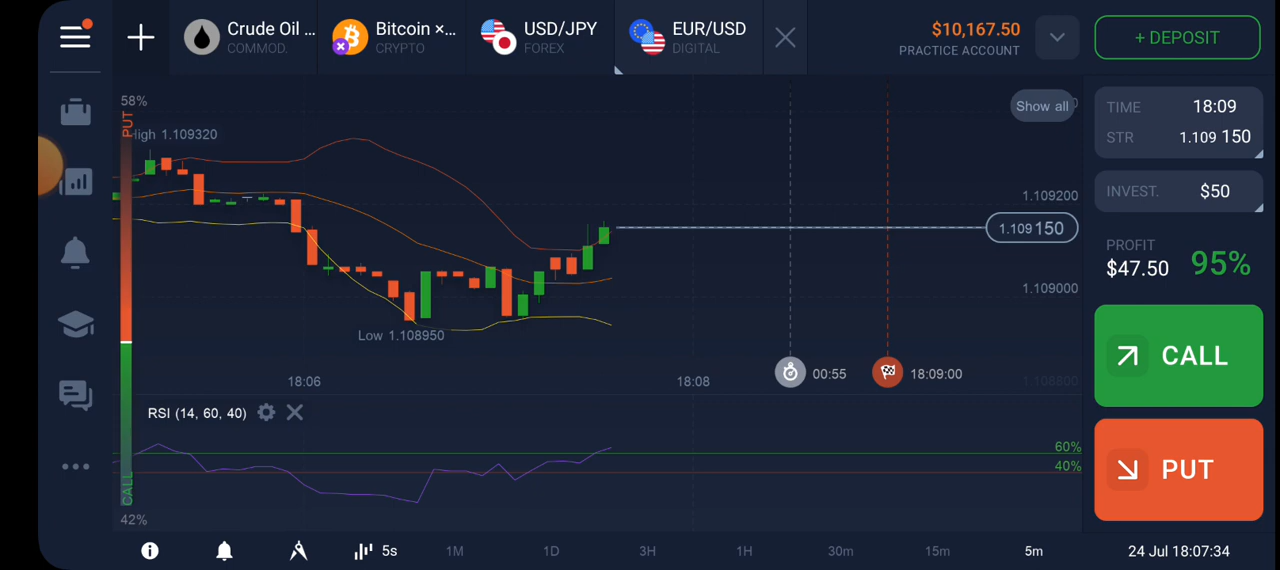 Crude Oil ...
COMMOD.
Bitcoin ×...
CRYPTO
USD/JPY
FOREX
EUR/USD
DIGITAL
$10,167.50
PRACTICE ACCOUNT
+ DEPOSIT
58%
PUT
High 1.109320
Show all
TIME 18:09
STR 1.109 150
INVEST. $50
PROFIT
$47.50 95%
1.109200
1.109 150
1.109000
Low 1.108950
CALL
18:06
18:08
00:55
18:09:00
1.108800
RSI (14, 60, 40)
60%
40%
CALL
42%
PUT
5s
1M
1D
3H
1H
30m
15m
5m
24 Jul 18:07:34